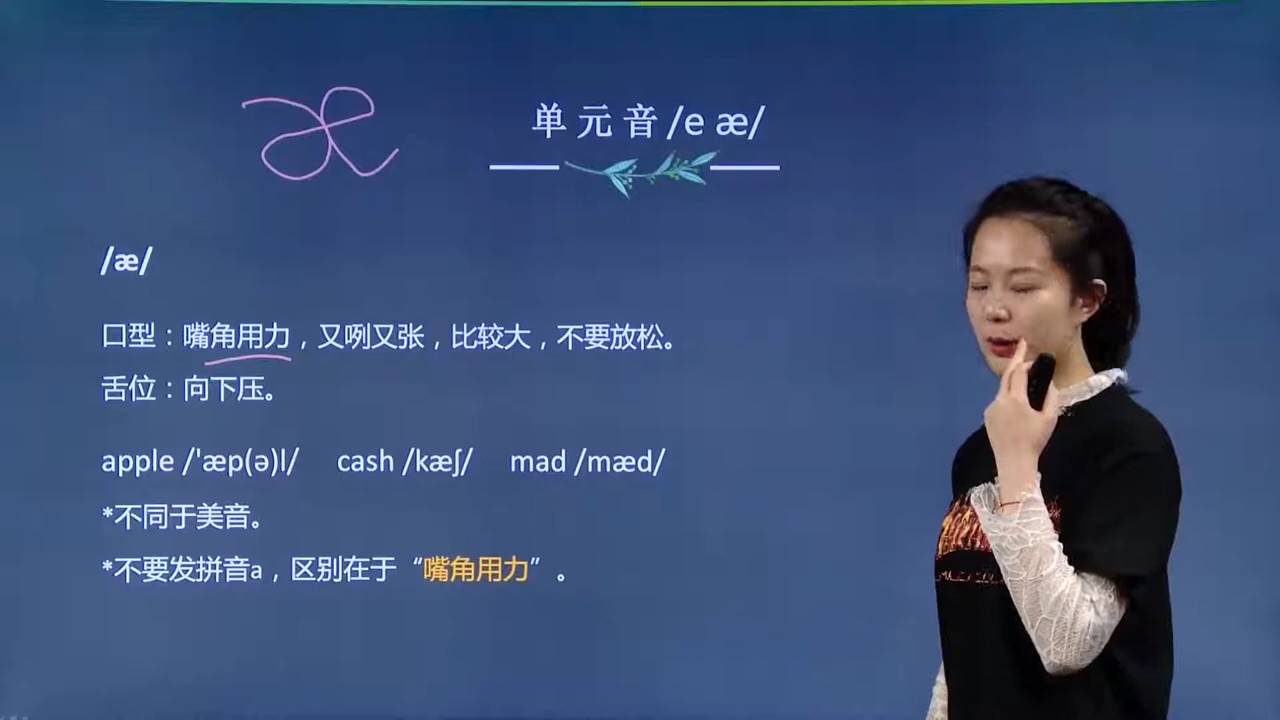 æ
单元音/e æ/
/æ/
口型：嘴角用力，又咧又张，比较大，不要放松。
舌位：向下压。
apple /'æp(ə)l/ cash /kæʃ/ mad /mæd/
*不同于美音。
*不要发拼音a，区别在于“嘴角用力”。